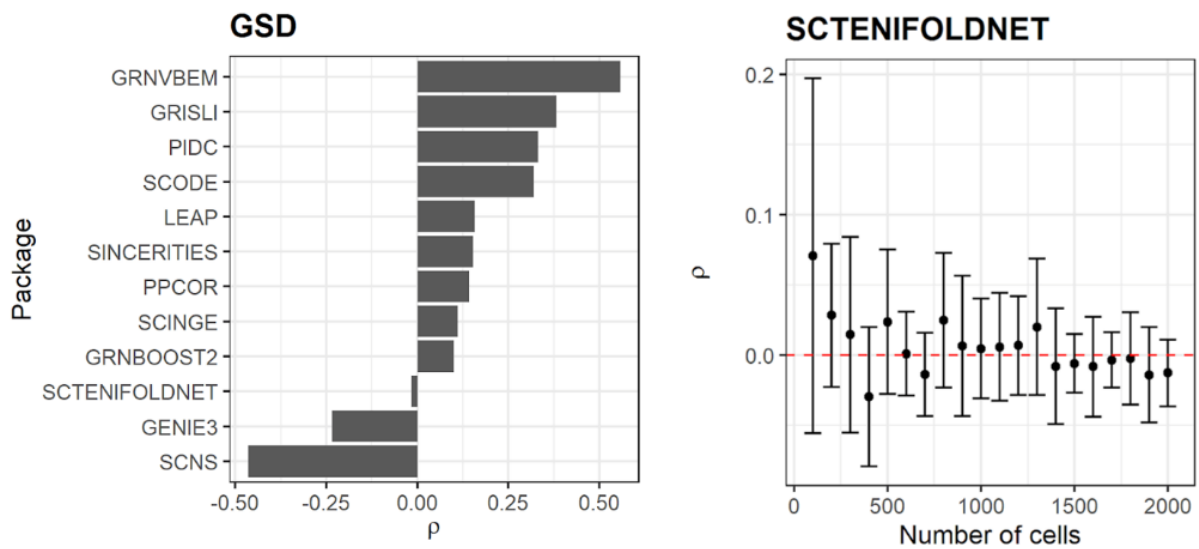 GSD
Package
GRNVBEM
GRISLI
PIDC
SCODE
LEAP
SINCERITIES
PPCOR
SCINGE
GRNBOOST2
SCTENIFOLDNET
GENIE3
SCNS
-0.50 -0.25 0.00 0.25 0.50
ρ
SCTENIFOLDNET
ρ
0.2
0.1
0.0
0 500 1000 1500 2000
Number of cells